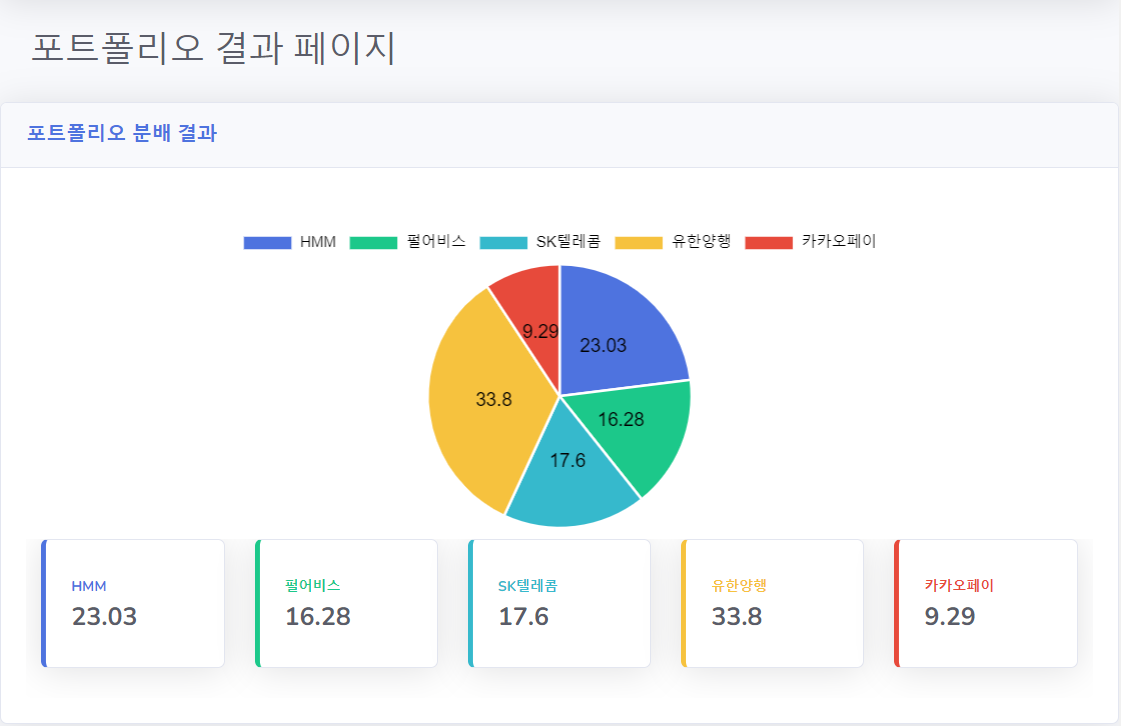 포트폴리오 결과 페이지
포트폴리오 분배 결과
HMM 펄어비스 SK텔레콤 유한양행 카카오페이
9.29
23.03
33.8
16.28
17.6
HMM
23.03
펄어비스
16.28
SK텔레콤
17.6
유한양행
33.8
카카오페이
9.29